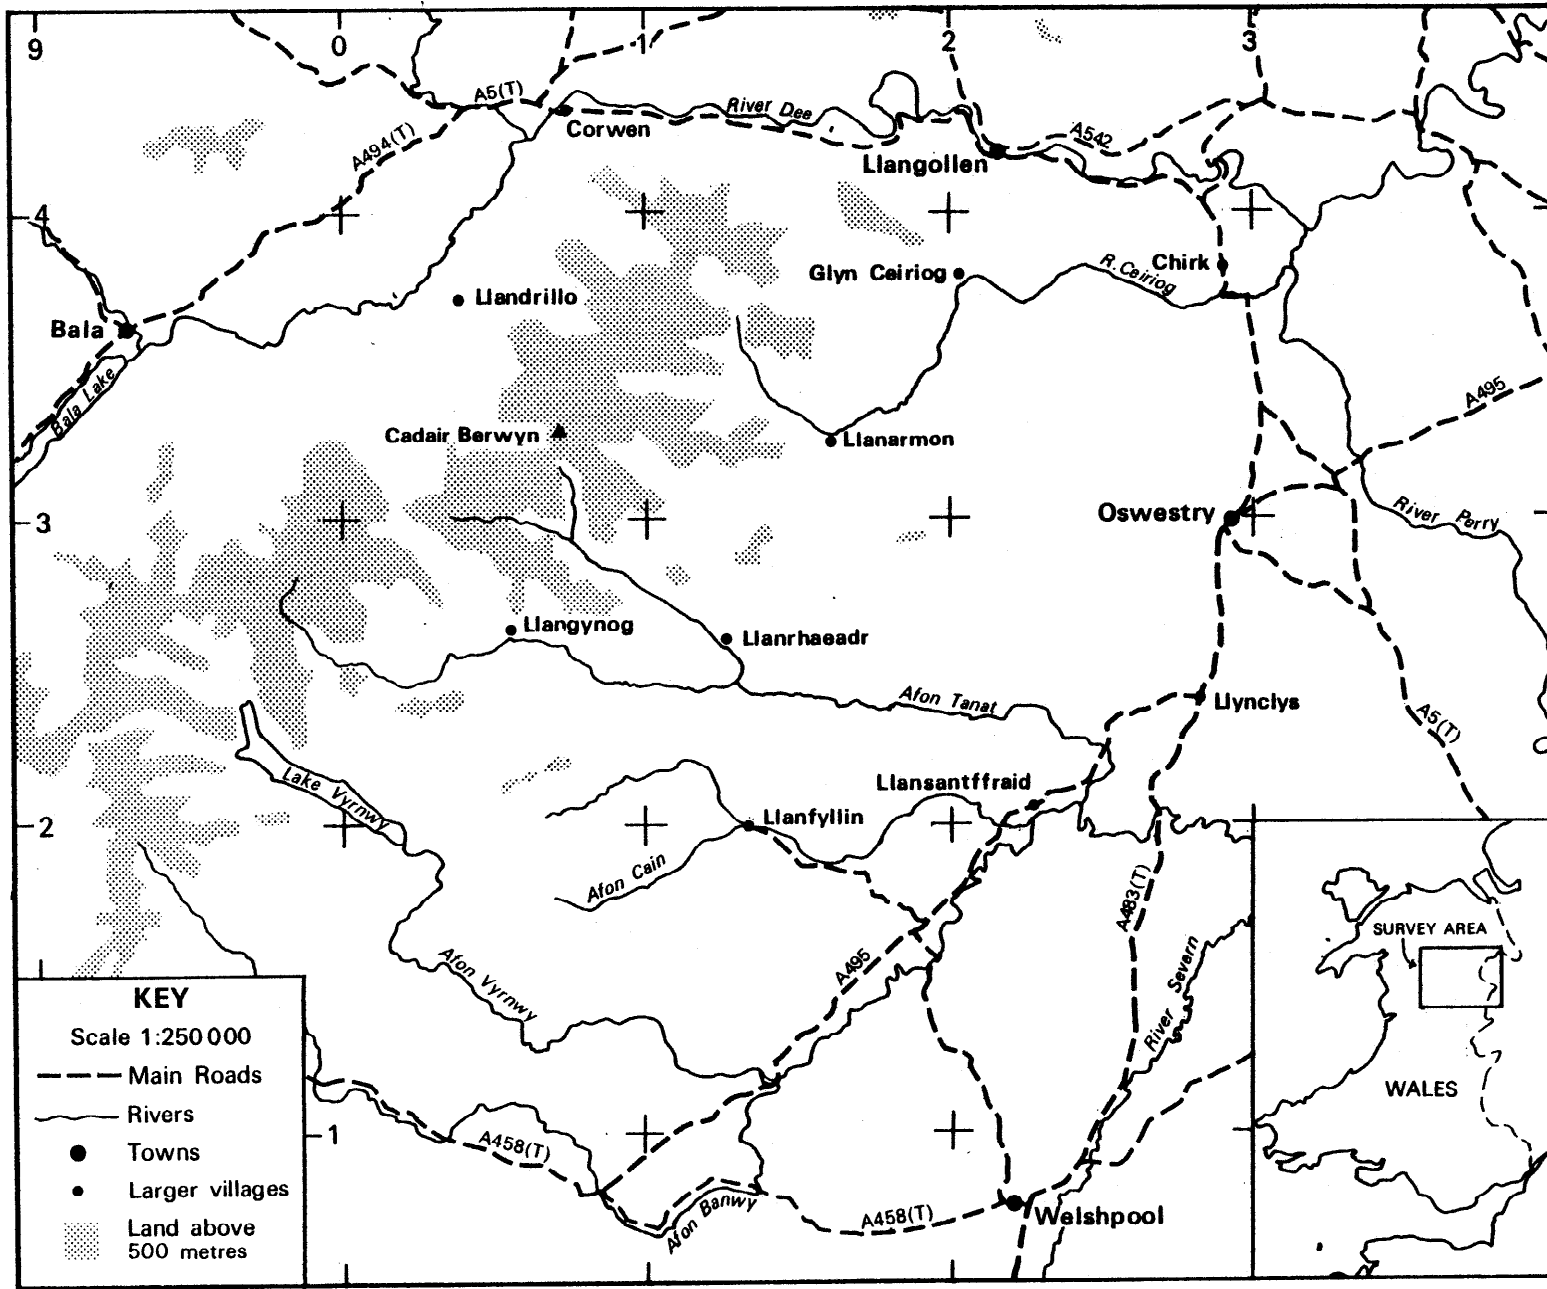 9 0 1 2 3
A5(T)
River Dee
Corwen
A494(T)
A542
Llangollen
4
Glyn Ceiriog
R. Ceiriog
Chirk
Llandrillo
Bala
Bala Lake
A495
Cadair Berwyn
Llanarmon
3
Oswestry
River Perry
Llangynog
Llanrhaeadr
Afon Tanat
Llynclys
A5(T)
Lake Vyrnwy
Llansantffraid
2
Llanfyllin
Afon Cain
A483(T)
SURVEY AREA
Afon Vyrnwy
A495
River Severn
KEY
Scale 1:250 000
Main Roads
Rivers
Towns
Larger villages
Land above
500 metres
WALES
1
A458(T)
Afon Banwy
A458(T)
Welshpool